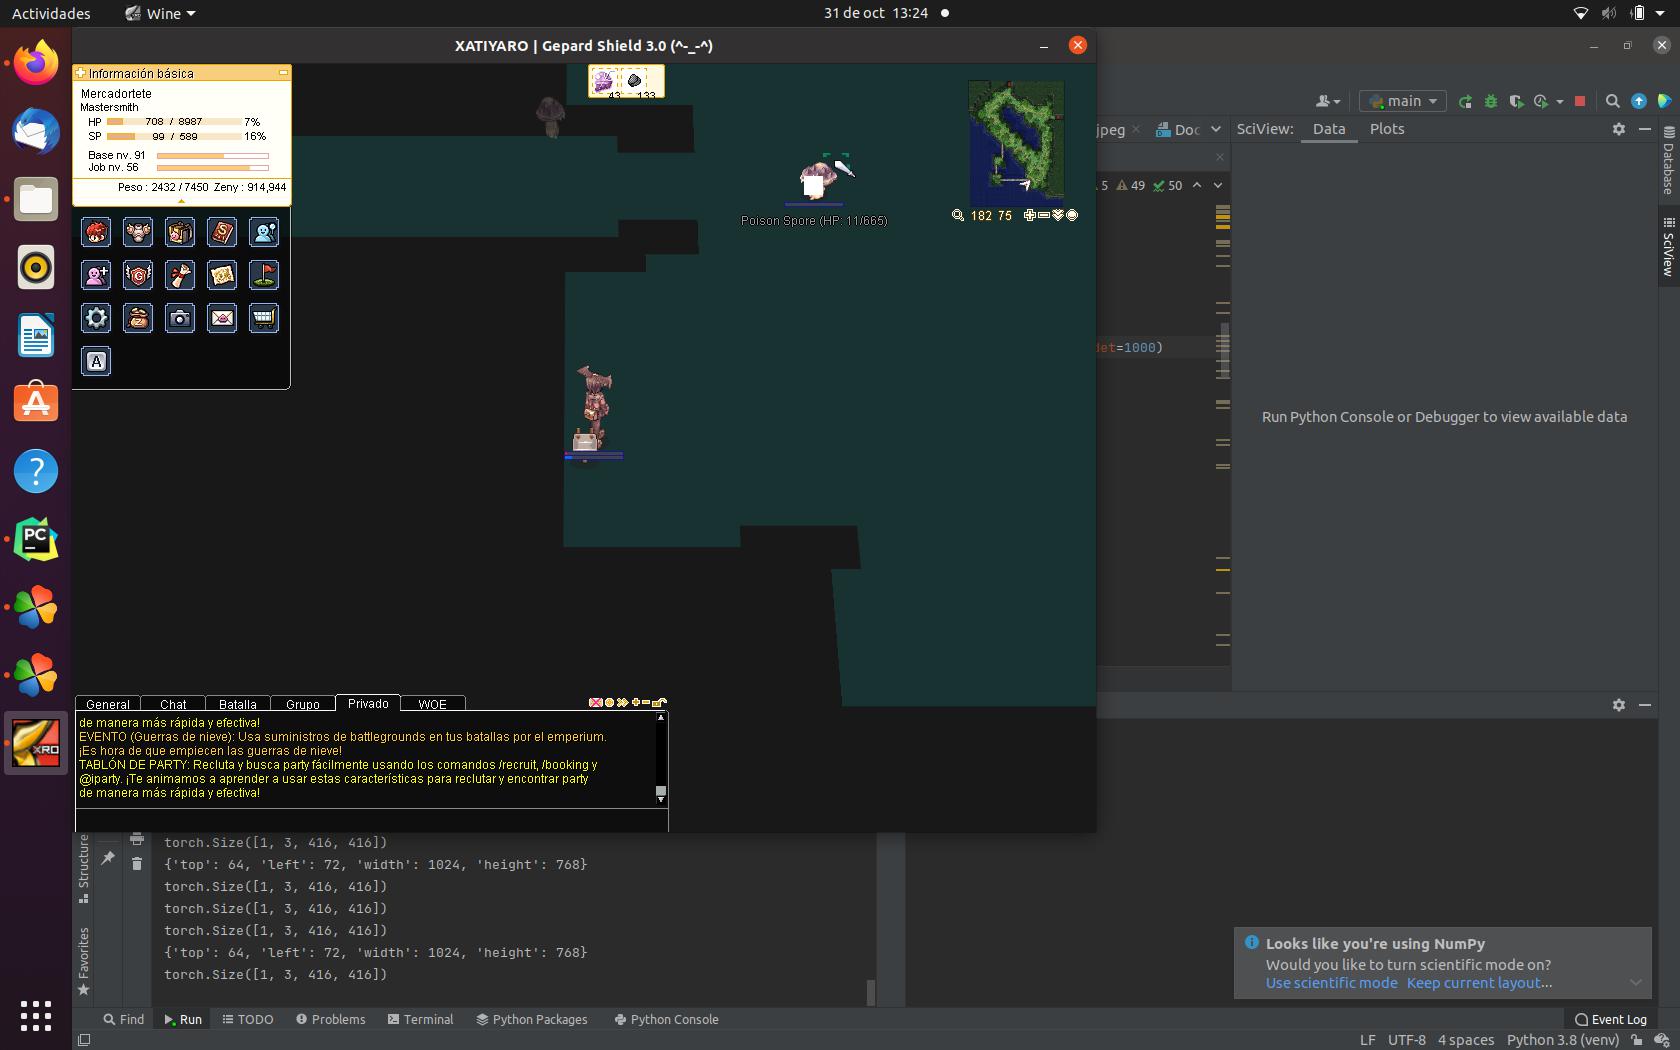 Actividades
Wine
31 de oct 13:24
XATIYARO | Gepard Shield 3.0 (^-_-^)
Información básica
Mercadortete
Mastersmith
HP 708 / 8987 7%
SP 99 / 589 16%
Base nv. 91
Job nv. 56
Peso : 2432 / 7450 Zeny : 914,944
43 133
Poison Spore (HP: 11/665)
182 75
A
General Chat Batalla Grupo Privado WOE
de manera más rápida y efectiva!
EVENTO (Guerras de nieve): Usa suministros de battlegrounds en tus batallas por el emperium.
¡Es hora de que empiecen las guerras de nieve!
TABLÓN DE PARTY: Recluta y busca party fácilmente usando los comandos /recruit, /booking y
@iparty. ¡Te animamos a aprender a usar estas características para reclutar y encontrar party
de manera más rápida y efectiva!
main
jpeg
Doc
SciView: Data Plots
5 49 50
det=1000)
Run Python Console or Debugger to view available data
Database
SciView
PC
XRO
Structure
Favorites
torch.Size([1, 3, 416, 416])
{'top': 64, 'left': 72, 'width': 1024, 'height': 768}
torch.Size([1, 3, 416, 416])
torch.Size([1, 3, 416, 416])
torch.Size([1, 3, 416, 416])
{'top': 64, 'left': 72, 'width': 1024, 'height': 768}
torch.Size([1, 3, 416, 416])
Looks like you're using NumPy
Would you like to turn scientific mode on?
Use scientific mode Keep current layout...
Find Run TODO Problems Terminal Python Packages Python Console
Event Log
LF UTF-8 4 spaces Python 3.8 (venv)